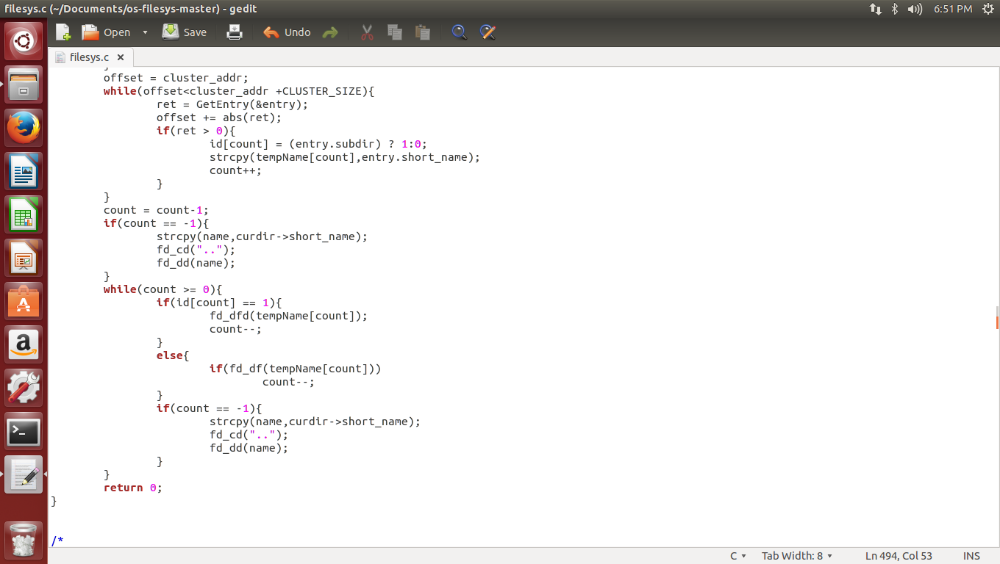 filesys.c (~/Documents/os-filesys-master) - gedit
6:51 PM
Open
Save
Undo
filesys.c
}
        offset = cluster_addr;
        while(offset<cluster_addr +CLUSTER_SIZE){
                ret = GetEntry(&entry);
                offset += abs(ret);
                if(ret > 0){
                        id[count] = (entry.subdir) ? 1:0;
                        strcpy(tempName[count],entry.short_name);
                        count++;
                }
        }
        count = count-1;
        if(count == -1){
                strcpy(name,curdir->short_name);
                fd_cd("..");
                fd_dd(name);
        }
        while(count >= 0){
                if(id[count] == 1){
                        fd_dfd(tempName[count]);
                        count--;
                }
                else{
                        if(fd_df(tempName[count]))
                                count--;
                }
                if(count == -1){
                        strcpy(name,curdir->short_name);
                        fd_cd("..");
                        fd_dd(name);
                }
        }
        return 0;
}
/*
C
Tab Width: 8
Ln 494, Col 53
INS